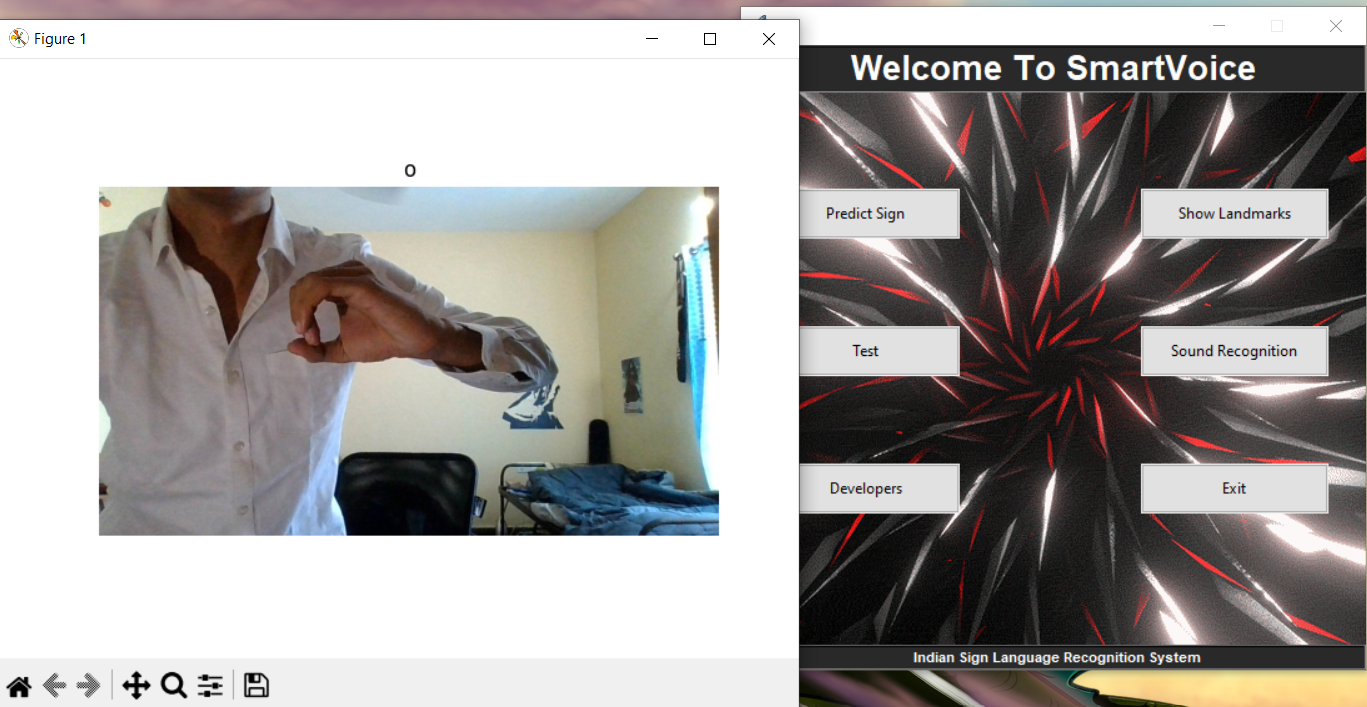 Figure 1
o
Welcome To SmartVoice
Predict Sign
Show Landmarks
Test
Sound Recognition
Developers
Exit
Indian Sign Language Recognition System